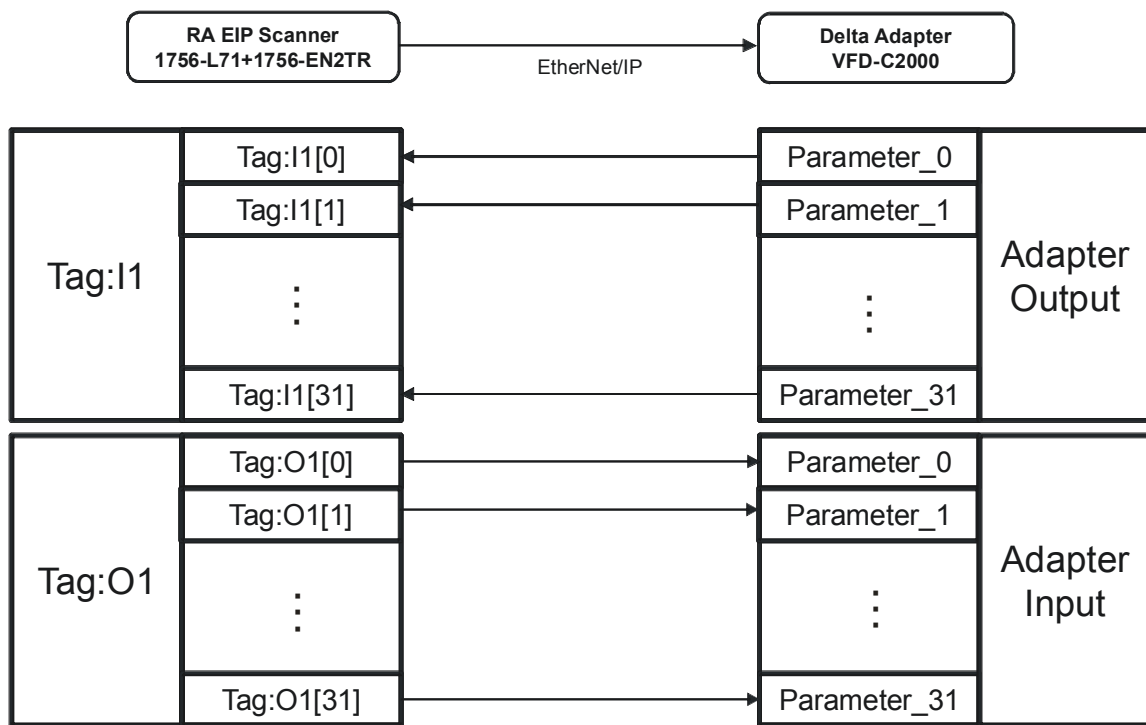 RA EIP Scanner
1756-L71+1756-EN2TR
EtherNet/IP
Delta Adapter
VFD-C2000
Tag:I1
Tag:I1[0]
Tag:I1[1]
⋮
Tag:I1[31]
Parameter_0
Parameter_1
⋮
Parameter_31
Adapter
Output
Tag:O1
Tag:O1[0]
Tag:O1[1]
⋮
Tag:O1[31]
Parameter_0
Parameter_1
⋮
Parameter_31
Adapter
Input